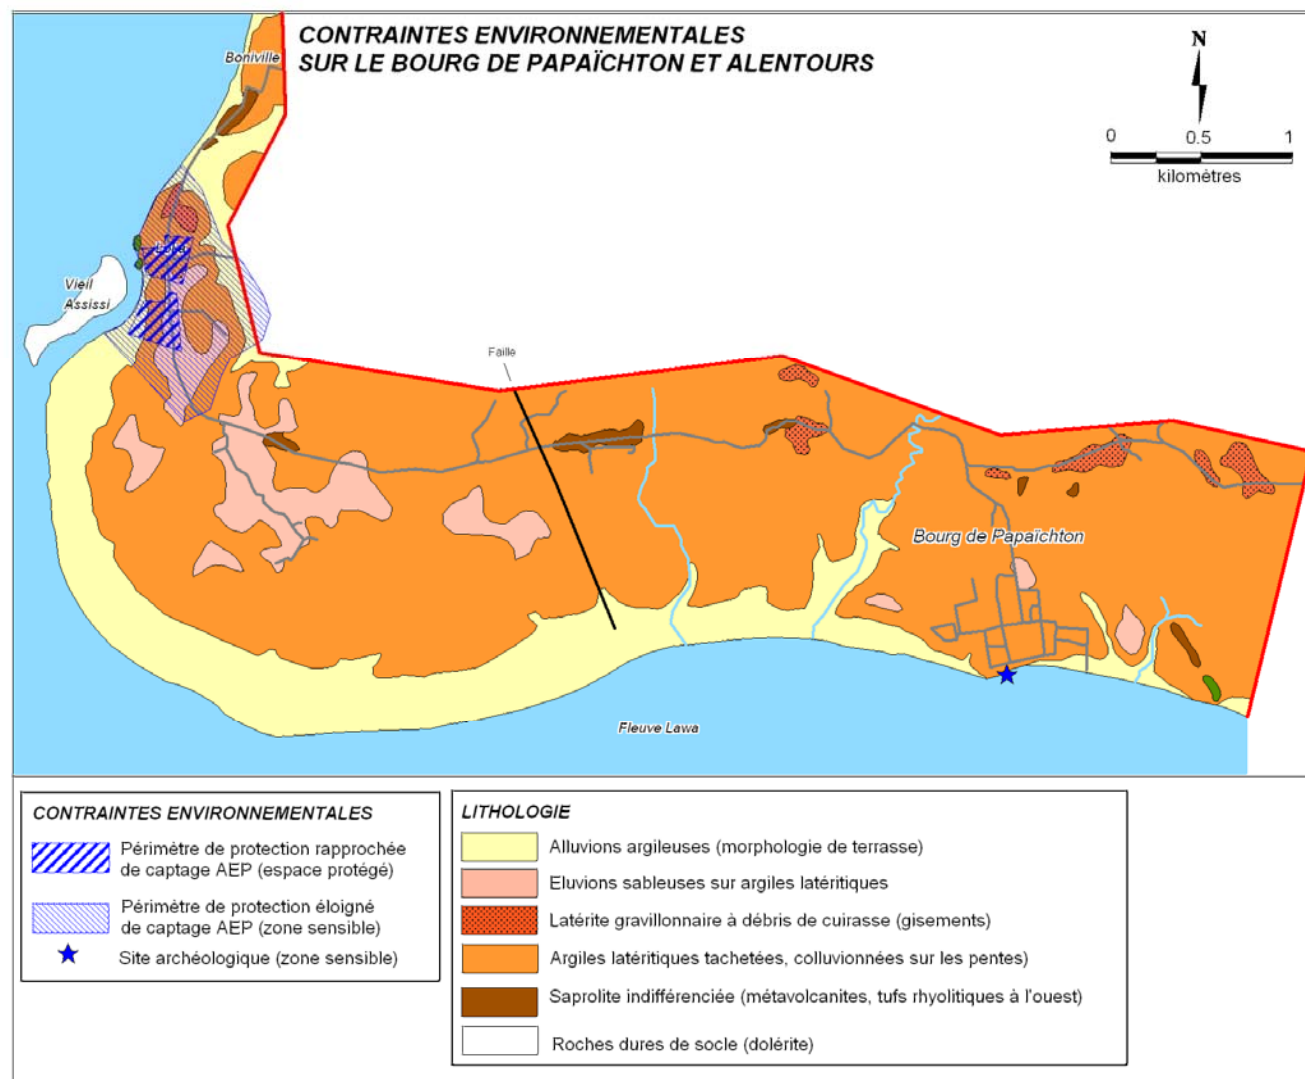 CONTRAINTES ENVIRONNEMENTALES
SUR LE BOURG DE PAPAÏCHTON ET ALENTOURS
N
0 0.5 1
kilomètres
Boniville
Vieil
Assissi
Faille
Bourg de Papaïchton
Fleuve Lawa
CONTRAINTES ENVIRONNEMENTALES
Périmètre de protection rapprochée
de captage AEP (espace protégé)
Périmètre de protection éloigné
de captage AEP (zone sensible)
Site archéologique (zone sensible)
LITHOLOGIE
Alluvions argileuses (morphologie de terrasse)
Eluvions sableuses sur argiles latéritiques
Latérite gravillonnaire à débris de cuirasse (gisements)
Argiles latéritiques tachetées, colluvionnées sur les pentes)
Saprolite indifférenciée (métavolcanites, tufs rhyolitiques à l'ouest)
Roches dures de socle (dolérite)